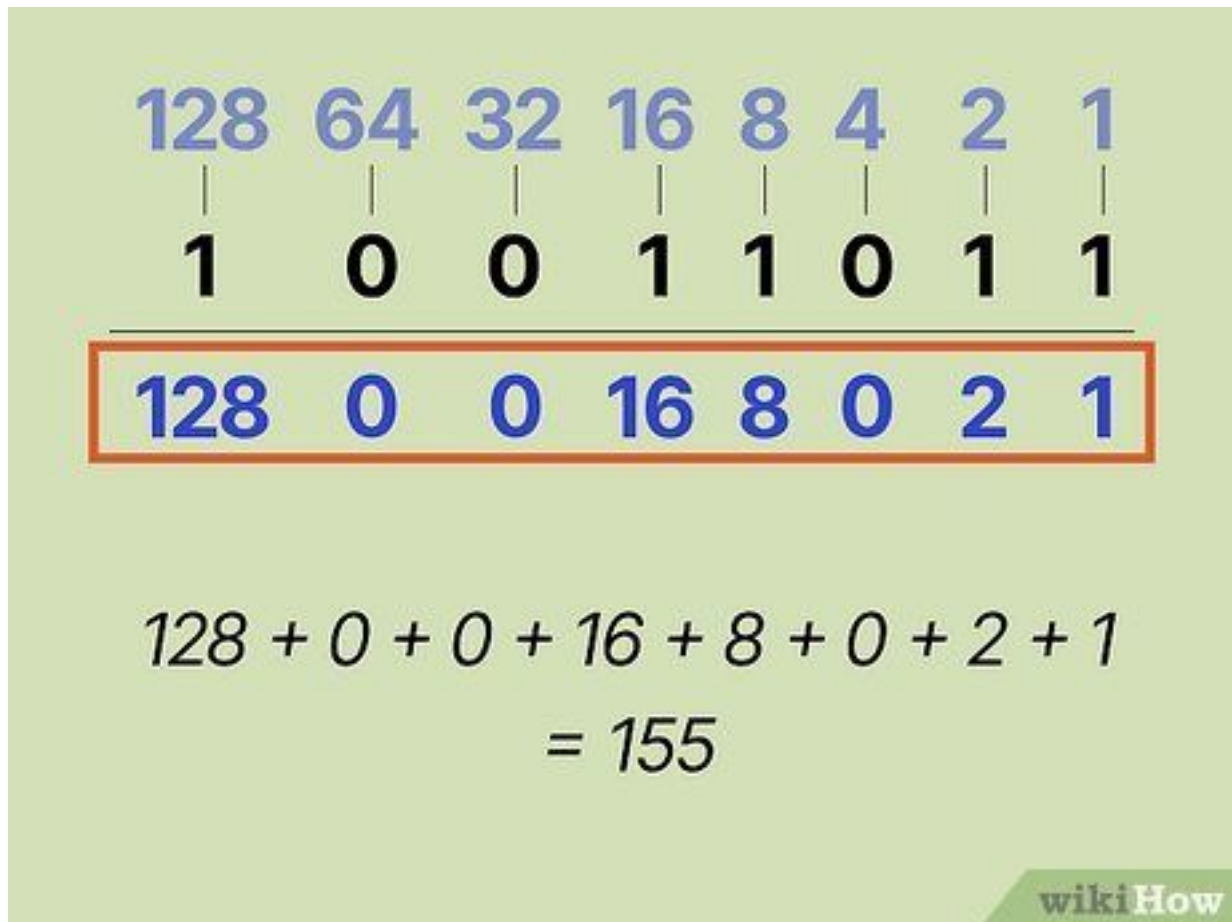 128 64 32 16 8 4 2 1
1 0 0 1 1 0 1 1
128 0 0 16 8 0 2 1
128 + 0 + 0 + 16 + 8 + 0 + 2 + 1
= 155
wikiHow